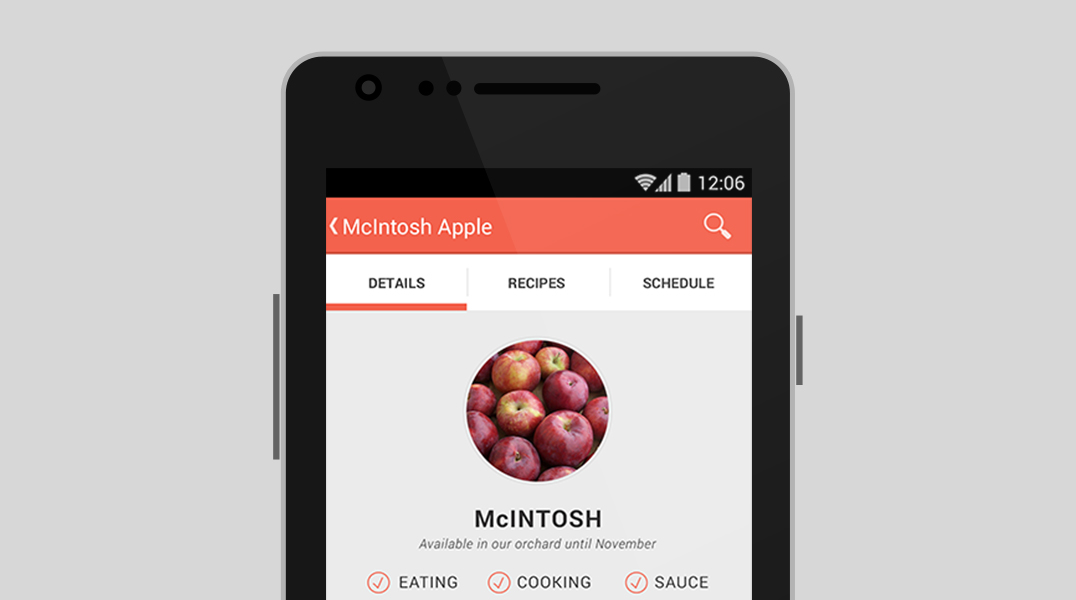 12:06
McIntosh Apple
DETAILS RECIPES SCHEDULE
McINTOSH
Available in our orchard until November
EATING COOKING SAUCE